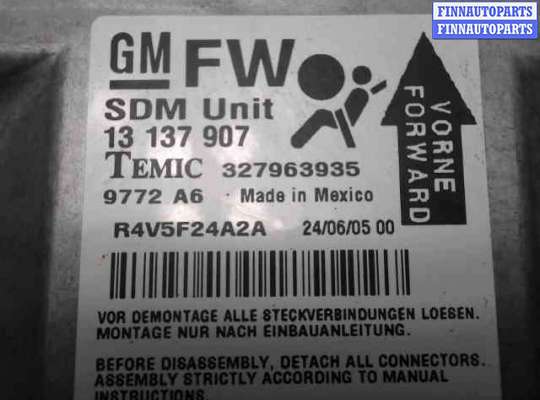 FINNAUTOPARTS
FINNAUTOPARTS
GM FW
SDM Unit
13 137 907
TEMIC 327963935
9772 A6 · Made in Mexico
R4V5F24A2A 24/06/05 00
VORNE
FORWARD
VOR DEMONTAGE ALLE STECKVERBINDUNGEN LOESEN.
MONTAGE NUR NACH EINBAUANLEITUNG.
BEFORE DISASSEMBLY, DETACH ALL CONNECTORS.
ASSEMBLY STRICTLY ACCORDING TO MANUAL
INSTRUCTIONS